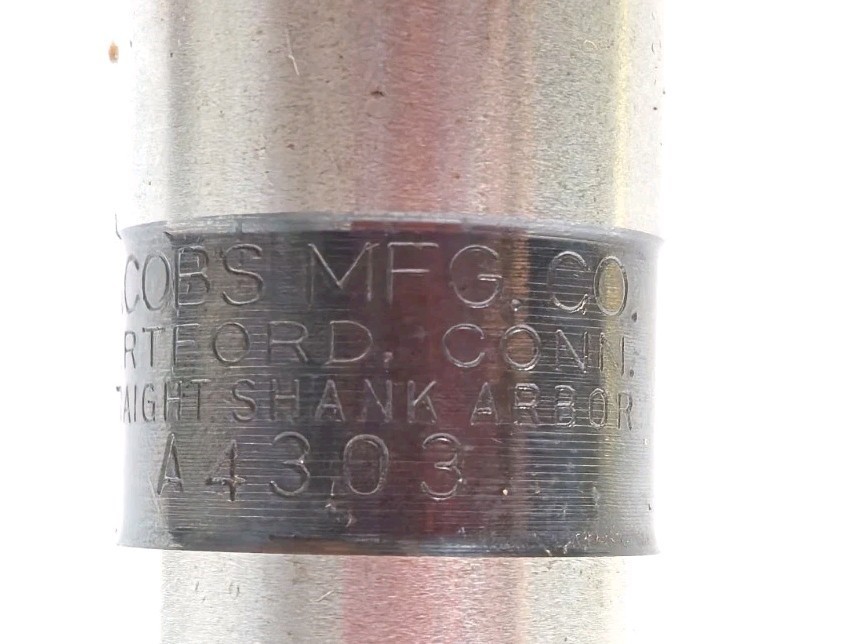 COBS MFG. CO.
RTFORD, CONN.
AIGHT SHANK ARBOR
A4303